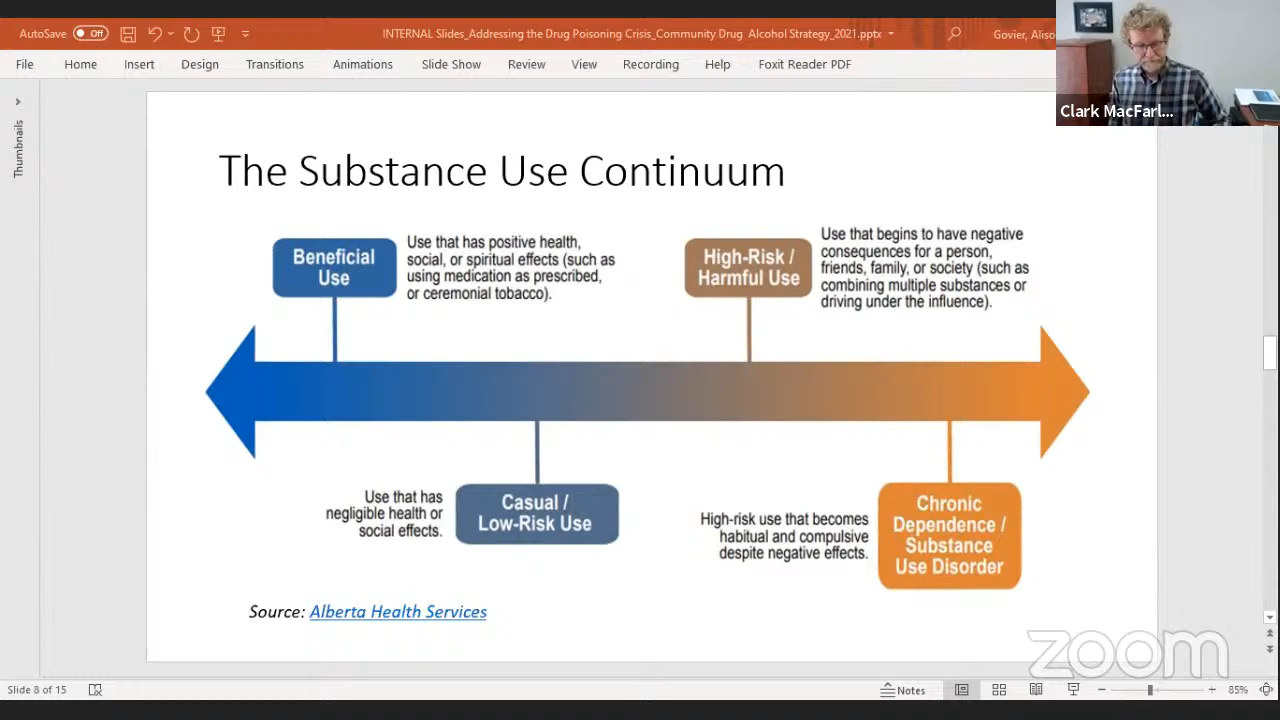 AutoSave Off
INTERNAL Slides_Addressing the Drug Poisoning Crisis_Community Drug Alcohol Strategy_2021.pptx
Govier, Aliso
File Home Insert Design Transitions Animations Slide Show Review View Recording Help Foxit Reader PDF
Clark MacFarl...
Thumbnails
The Substance Use Continuum
Beneficial
Use
Use that has positive health,
social, or spiritual effects (such as
using medication as prescribed,
or ceremonial tobacco).
High-Risk /
Harmful Use
Use that begins to have negative
consequences for a person,
friends, family, or society (such as
combining multiple substances or
driving under the influence).
Use that has
negligible health or
social effects.
Casual /
Low-Risk Use
High-risk use that becomes
habitual and compulsive
despite negative effects.
Chronic
Dependence /
Substance
Use Disorder
Source: Alberta Health Services
zoom
Slide 8 of 15
Notes
85%